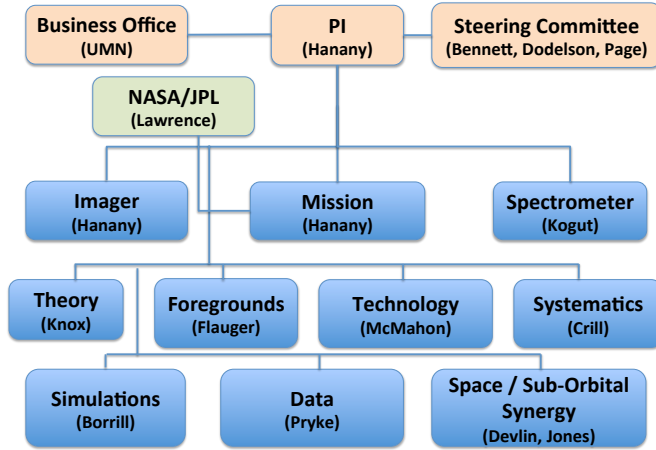 Business Office
(UMN)
PI
(Hanany)
Steering Committee
(Bennett, Dodelson, Page)
NASA/JPL
(Lawrence)
Imager
(Hanany)
Mission
(Hanany)
Spectrometer
(Kogut)
Theory
(Knox)
Foregrounds
(Flauger)
Technology
(McMahon)
Systematics
(Crill)
Simulations
(Borrill)
Data
(Pryke)
Space / Sub-Orbital
Synergy
(Devlin, Jones)